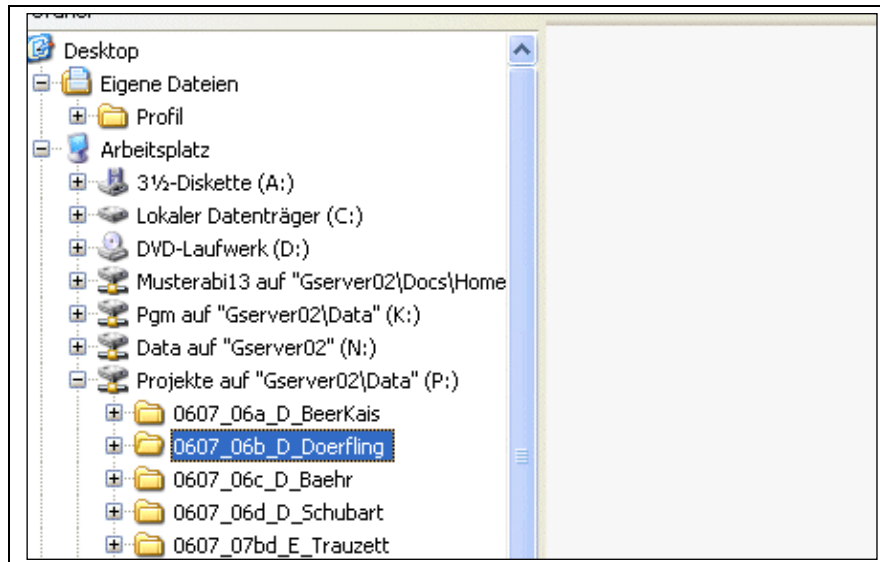 Ordner
Desktop
Eigene Dateien
Profil
Arbeitsplatz
3½-Diskette (A:)
Lokaler Datenträger (C:)
DVD-Laufwerk (D:)
Musterabi13 auf "Gserver02\Docs\Home
Pgm auf "Gserver02\Data" (K:)
Data auf "Gserver02" (N:)
Projekte auf "Gserver02\Data" (P:)
0607_06a_D_BeerKais
0607_06b_D_Doerfling
0607_06c_D_Baehr
0607_06d_D_Schubart
0607_07bd_E_Trauzett